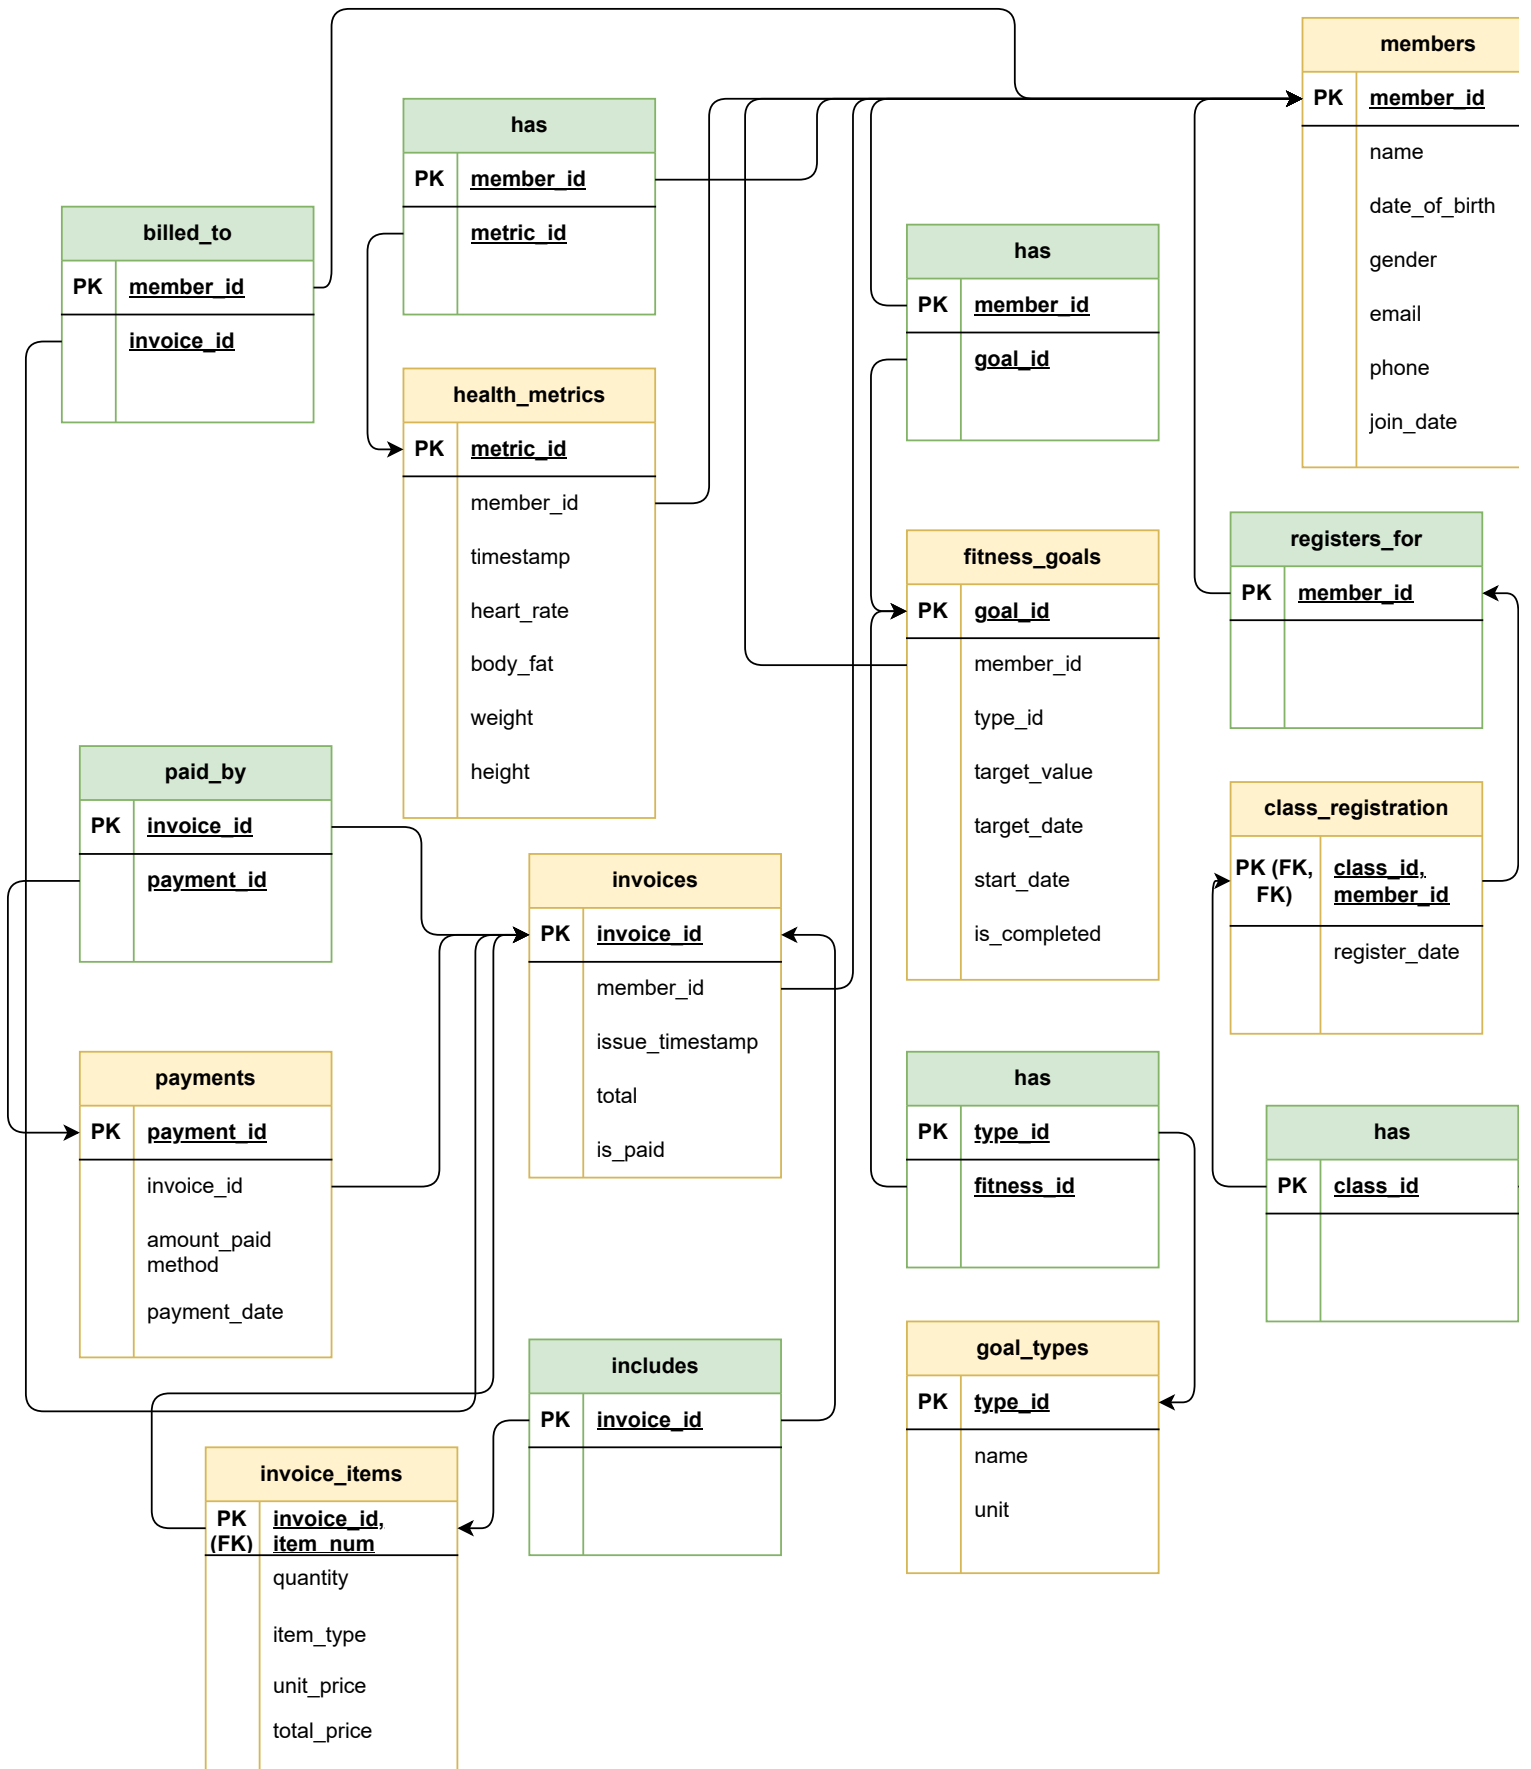 members
PK member_id
name
date_of_birth
gender
email
phone
join_date
has
PK member_id
metric_id
billed_to
PK member_id
invoice_id
has
PK member_id
goal_id
health_metrics
PK metric_id
member_id
timestamp
heart_rate
body_fat
weight
height
registers_for
PK member_id
fitness_goals
PK goal_id
member_id
type_id
target_value
target_date
start_date
is_completed
paid_by
PK invoice_id
payment_id
class_registration
PK (FK, class_id,
FK) member_id
register_date
invoices
PK invoice_id
member_id
issue_timestamp
total
is_paid
payments
PK payment_id
invoice_id
amount_paid
method
payment_date
has
PK type_id
fitness_id
has
PK class_id
includes
PK invoice_id
goal_types
PK type_id
name
unit
invoice_items
PK invoice_id,
(FK) item_num
quantity
item_type
unit_price
total_price